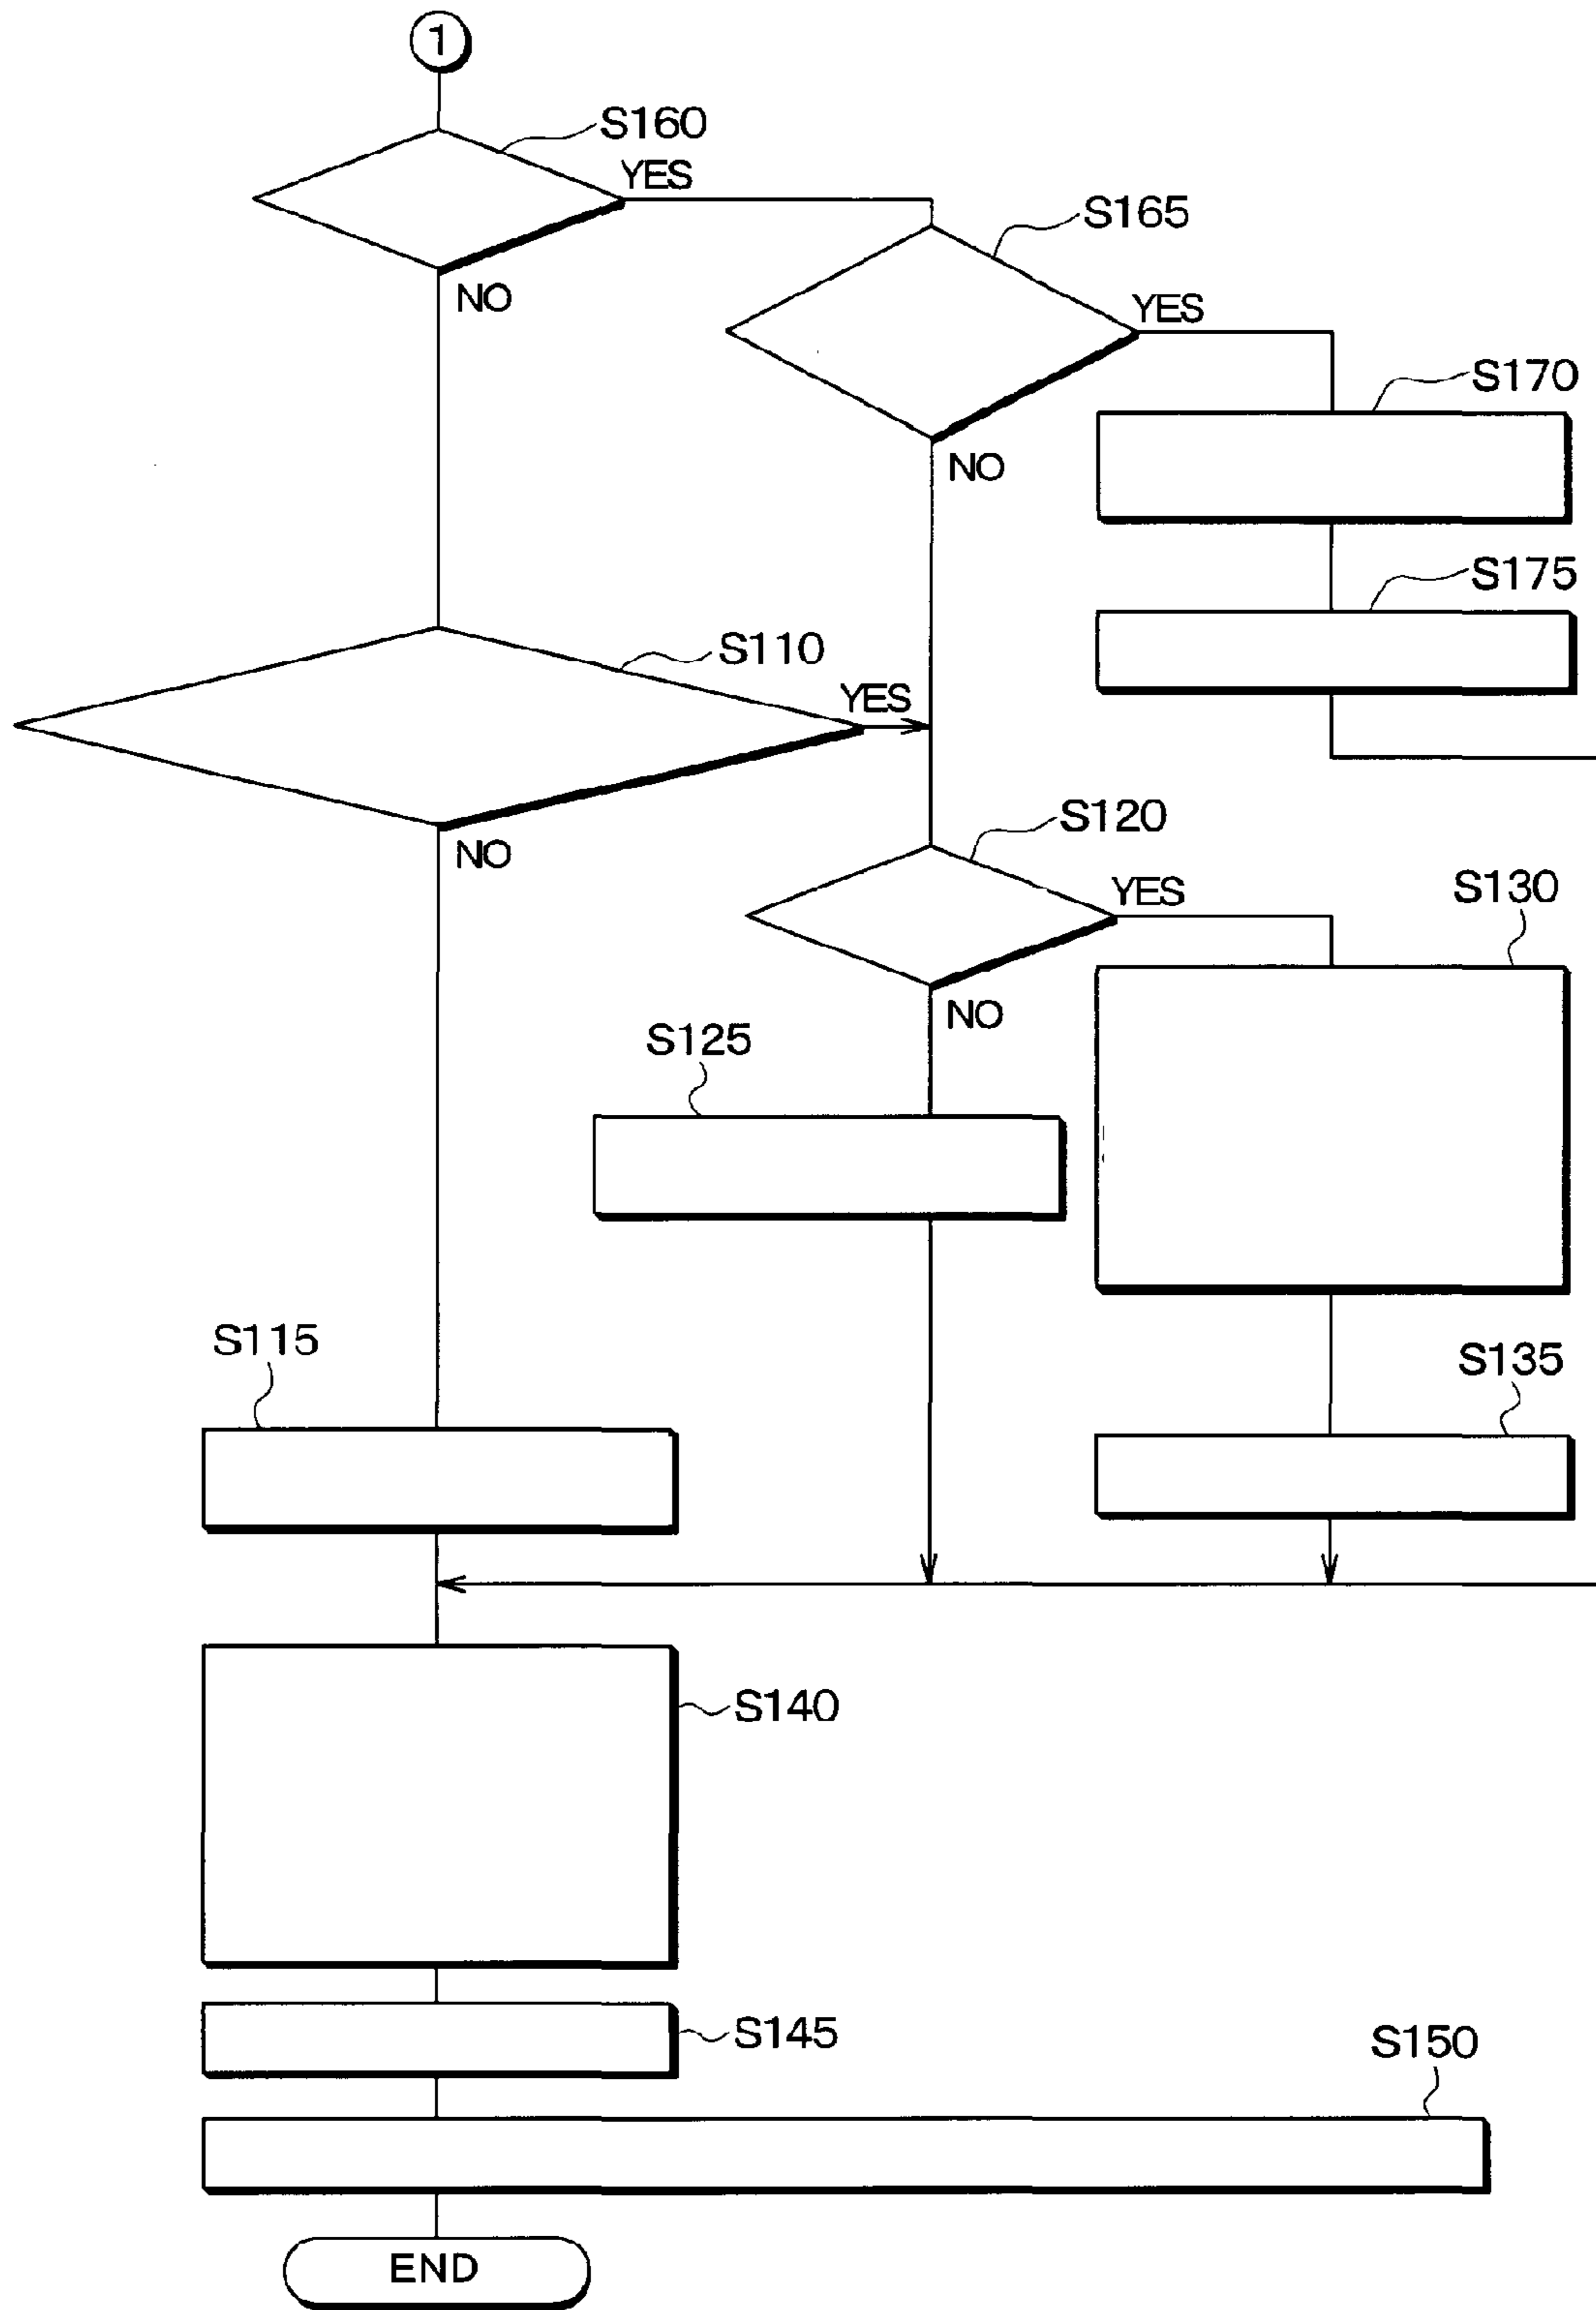 1
S160
YES
S165
NO
YES
S170
NO
S175
S110
YES
NO
S120
YES
S130
NO
S125
S115
S135
S140
S145
S150
END